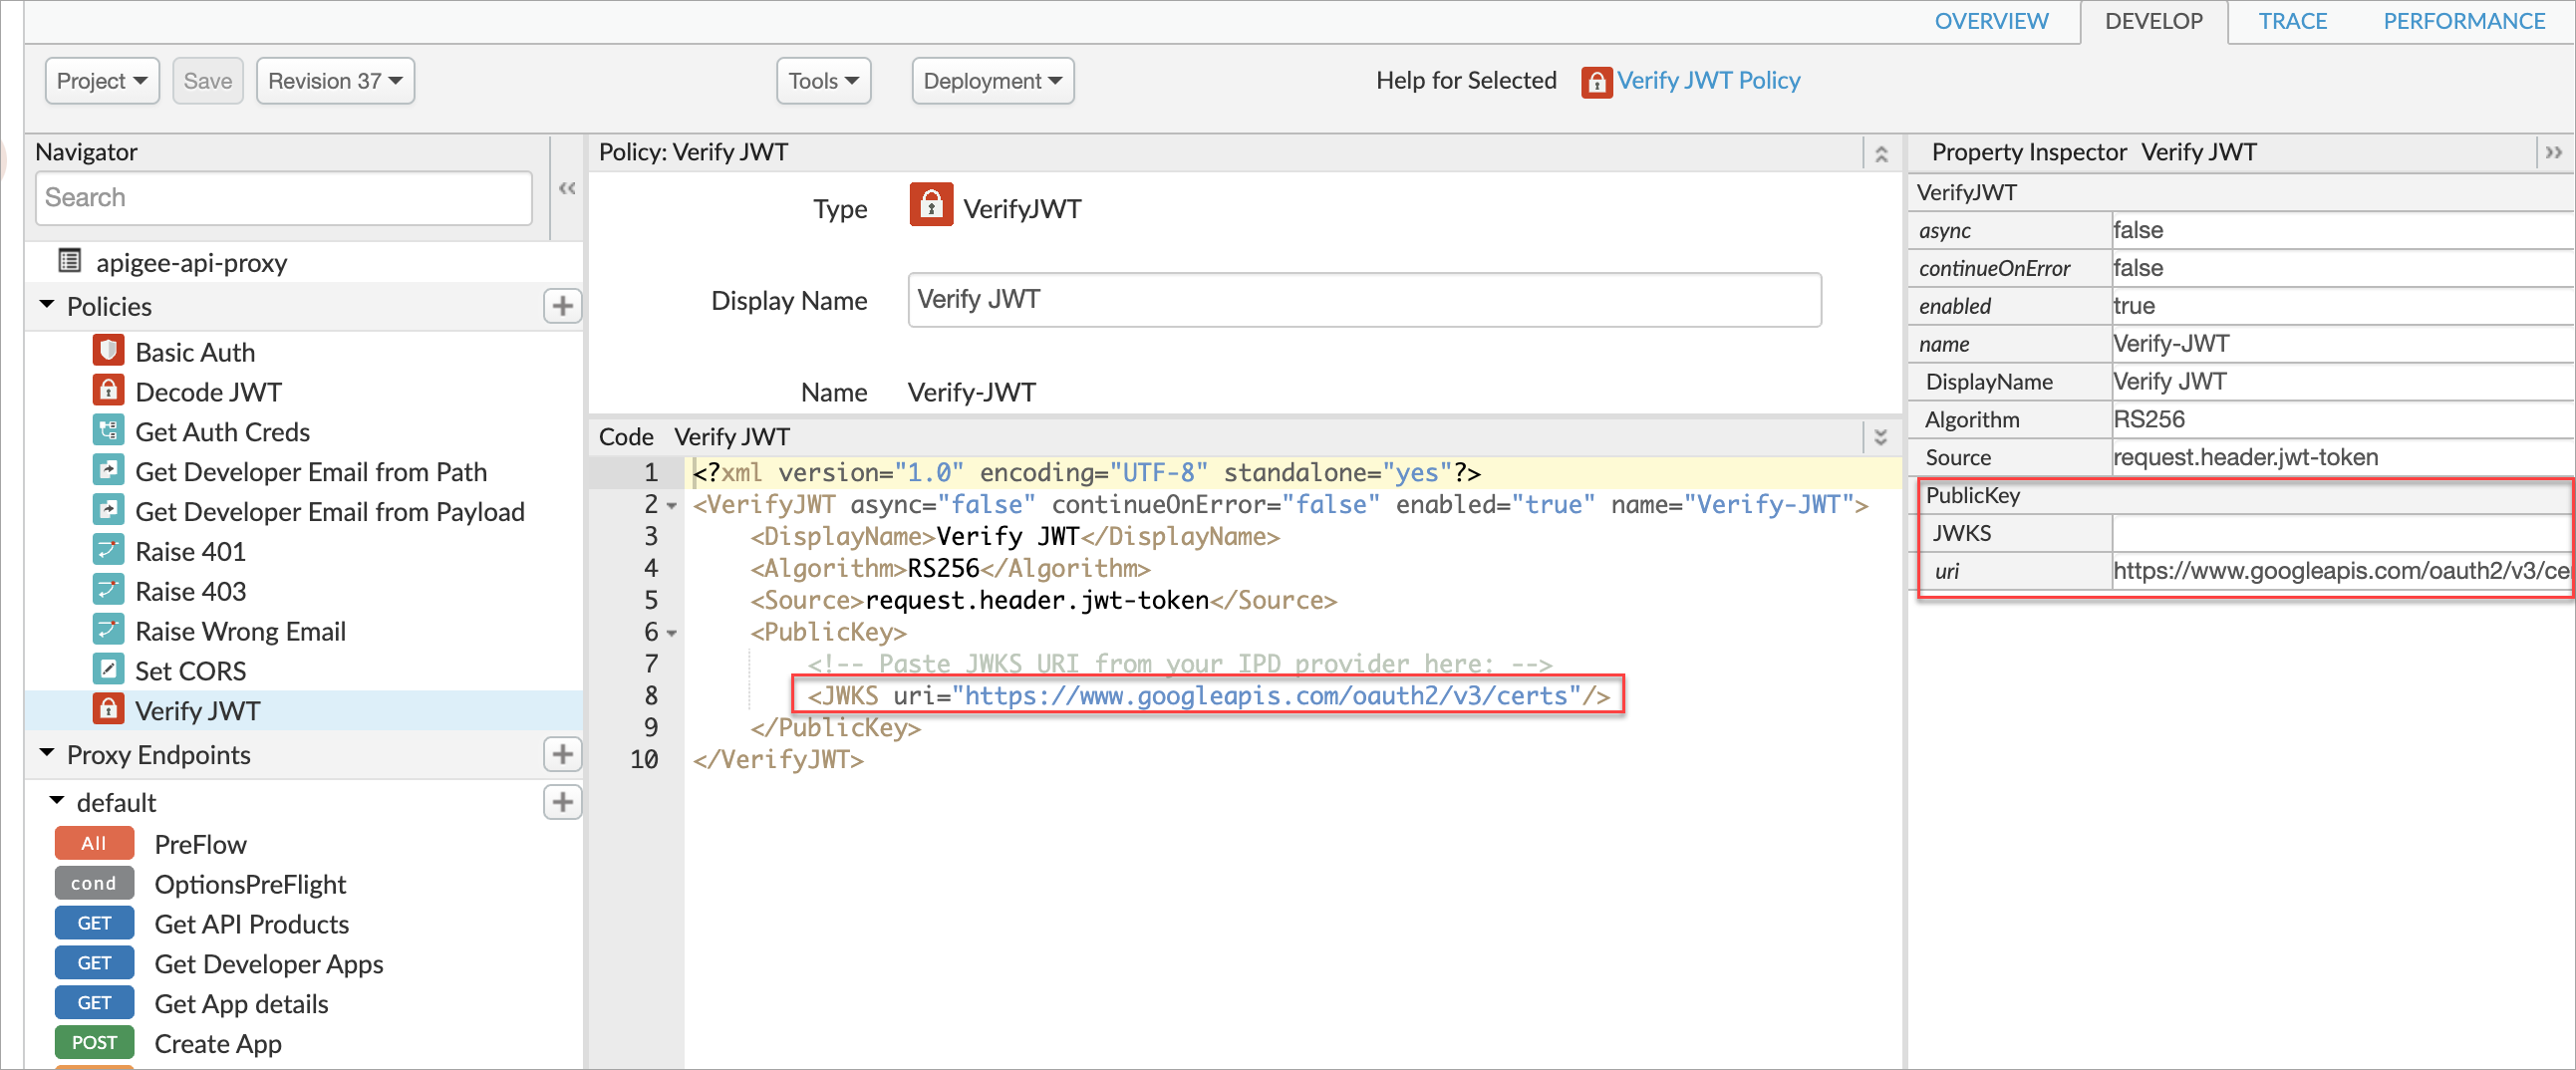 OVERVIEW DEVELOP TRACE PERFORMANCE
Project Save Revision 37 Tools Deployment Help for Selected Verify JWT Policy
Navigator
Search
apigee-api-proxy
Policies
Basic Auth
Decode JWT
Get Auth Creds
Get Developer Email from Path
Get Developer Email from Payload
Raise 401
Raise 403
Raise Wrong Email
Set CORS
Verify JWT
Proxy Endpoints
default
All PreFlow
cond OptionsPreFlight
GET Get API Products
GET Get Developer Apps
GET Get App details
POST Create App
Policy: Verify JWT
Type VerifyJWT
Display Name Verify JWT
Name Verify-JWT
Code Verify JWT
1 <?xml version="1.0" encoding="UTF-8" standalone="yes"?>
2 <VerifyJWT async="false" continueOnError="false" enabled="true" name="Verify-JWT">
3 <DisplayName>Verify JWT</DisplayName>
4 <Algorithm>RS256</Algorithm>
5 <Source>request.header.jwt-token</Source>
6 <PublicKey>
7 <!-- Paste JWKS URI from your IPD provider here: -->
8 <JWKS uri="https://www.googleapis.com/oauth2/v3/certs"/>
9 </PublicKey>
10 </VerifyJWT>
Property Inspector Verify JWT
VerifyJWT
async false
continueOnError false
enabled true
name Verify-JWT
DisplayName Verify JWT
Algorithm RS256
Source request.header.jwt-token
PublicKey
JWKS
uri https://www.googleapis.com/oauth2/v3/ce